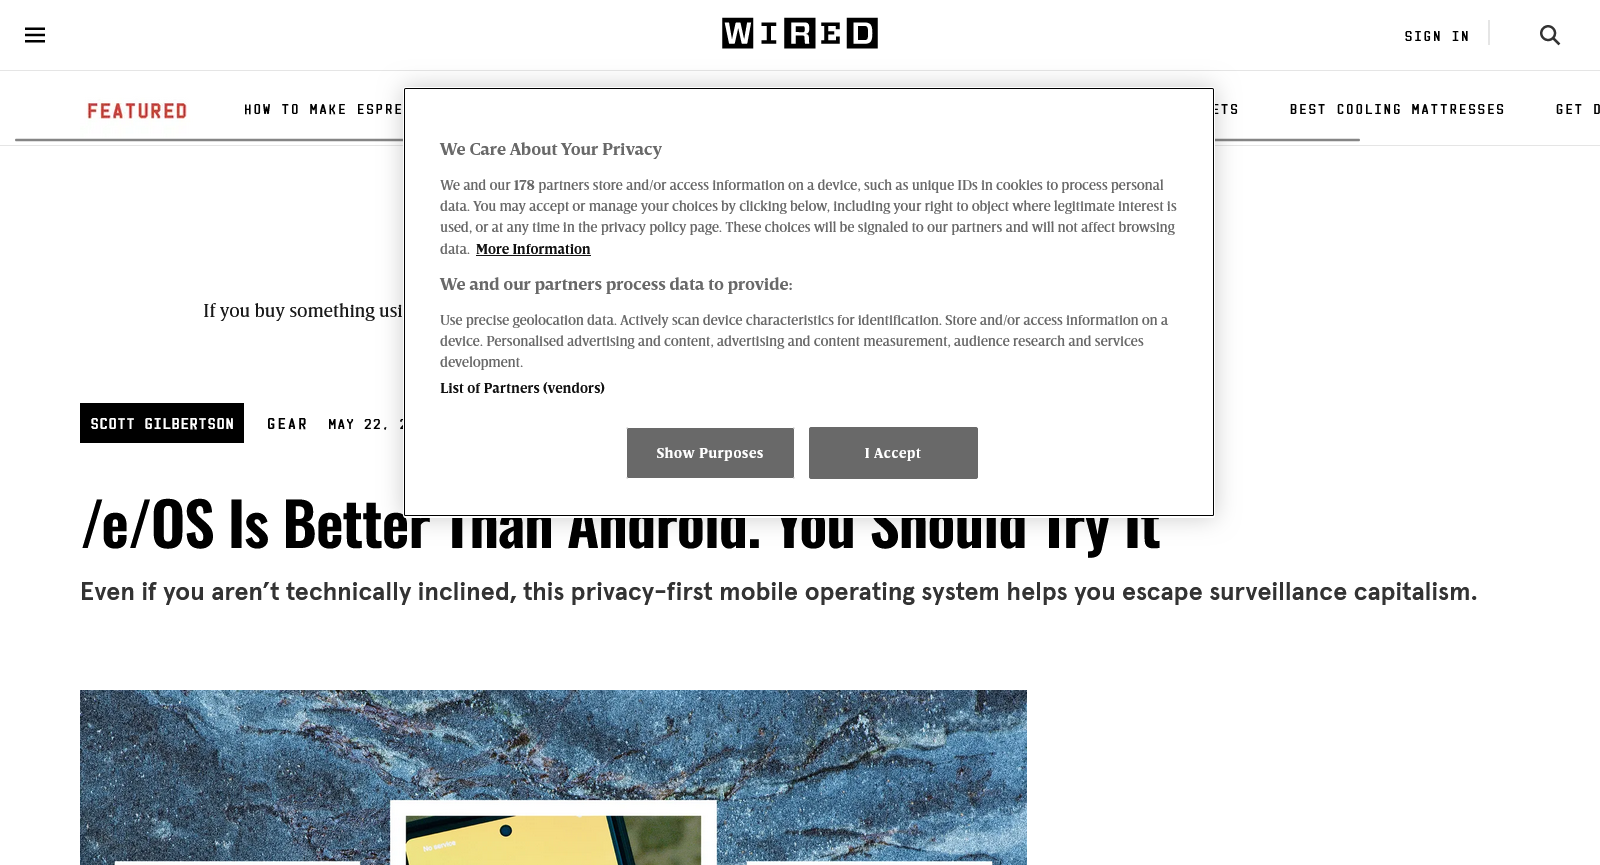 WIRED
SIGN IN
FEATURED
HOW TO MAKE ESPRE
ETS
BEST COOLING MATTRESSES
GET D
We Care About Your Privacy
We and our 178 partners store and/or access information on a device, such as unique IDs in cookies to process personal
data. You may accept or manage your choices by clicking below, including your right to object where legitimate interest is
used, or at any time in the privacy policy page. These choices will be signaled to our partners and will not affect browsing
data. More Information
We and our partners process data to provide:
If you buy something usi
Use precise geolocation data. Actively scan device characteristics for identification. Store and/or access information on a
device. Personalised advertising and content, advertising and content measurement, audience research and services
development.
List of Partners (vendors)
SCOTT GILBERTSON
GEAR
MAY 22, 2
Show Purposes
I Accept
/e/OS Is Better Than Android. You Should Try It
Even if you aren’t technically inclined, this privacy-first mobile operating system helps you escape surveillance capitalism.
No service